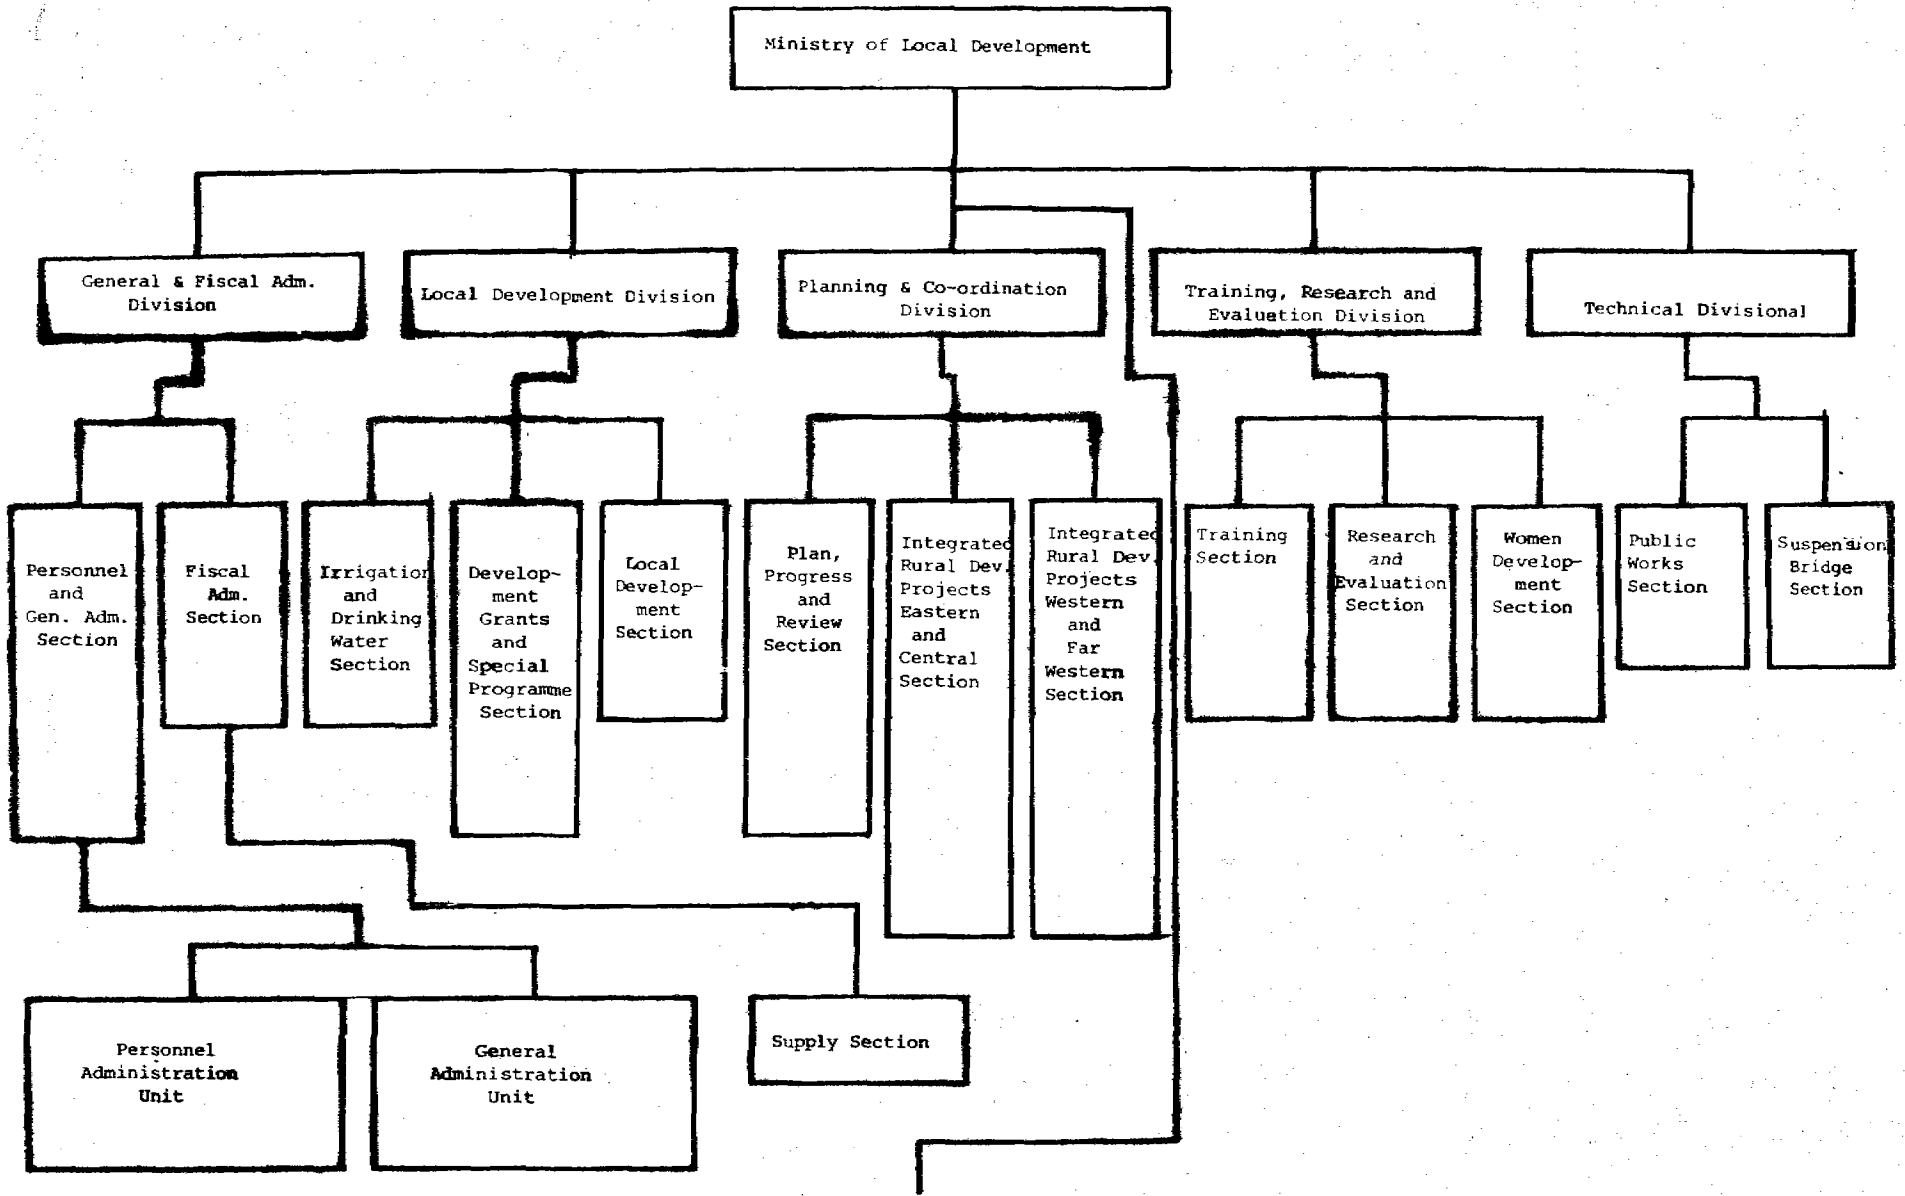 Ministry of Local Development
General & Fiscal Adm.
Division
Local Development Division
Planning & Co-ordination
Division
Training, Research and
Evaluation Division
Technical Divisional
Personnel
and
Gen. Adm.
Section
Fiscal
Adm.
Section
Irrigation
and
Drinking
Water
Section
Develop-
ment
Grants
and
Special
Programme
Section
Local
Develop-
ment
Section
Plan,
Progress
and
Review
Section
Integrated
Rural Dev.
Projects
Eastern
and
Central
Section
Integrated
Rural Dev.
Projects
Western
and
Far
Western
Section
Training
Section
Research
and
Evaluation
Section
Women
Develop-
ment
Section
Public
Works
Section
Suspension
Bridge
Section
Personnel
Administration
Unit
General
Administration
Unit
Supply Section